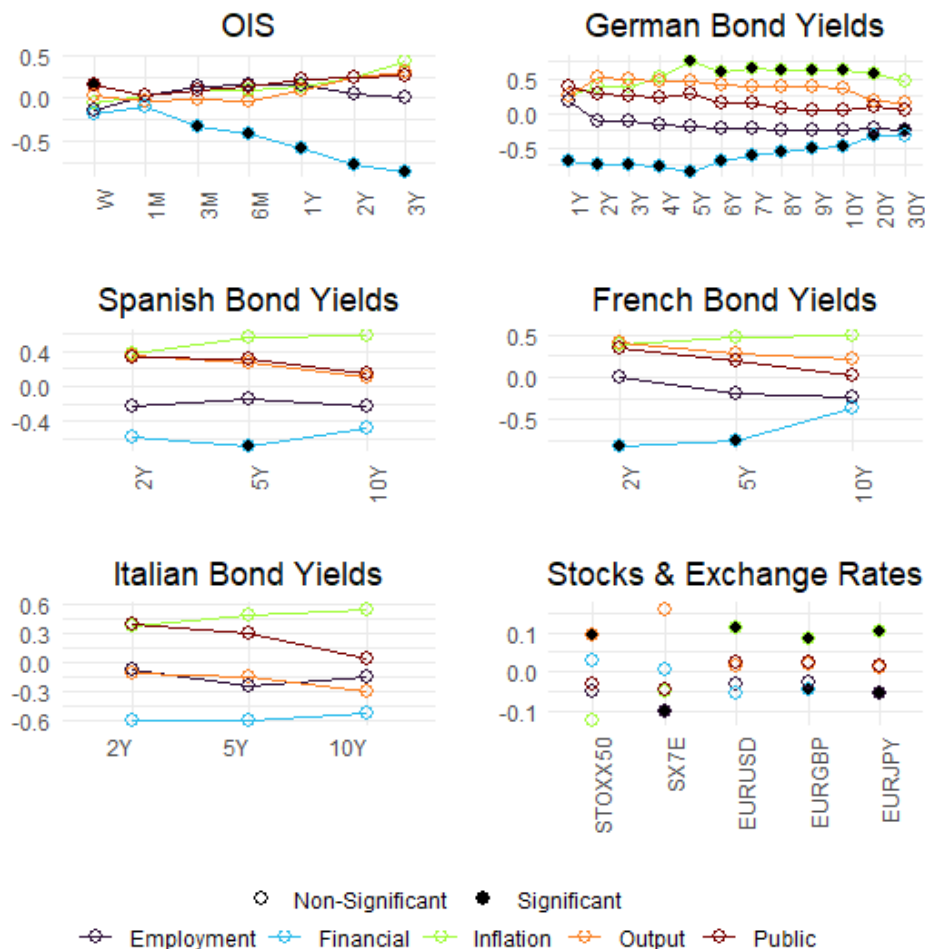 OIS
0.5
0.0
-0.5
W
1M
3M
6M
1Y
2Y
3Y
German Bond Yields
0.5
0.0
-0.5
1Y
2Y
3Y
4Y
5Y
6Y
7Y
8Y
9Y
10Y
20Y
30Y
Spanish Bond Yields
0.4
0.0
-0.4
2Y
5Y
10Y
French Bond Yields
0.5
0.0
-0.5
2Y
5Y
10Y
Italian Bond Yields
0.6
0.3
0.0
-0.3
-0.6
2Y
5Y
10Y
Stocks & Exchange Rates
0.1
0.0
-0.1
STOXX50
SX7E
EURUSD
EURGBP
EURJPY
Non-Significant Significant
Employment Financial Inflation Output Public